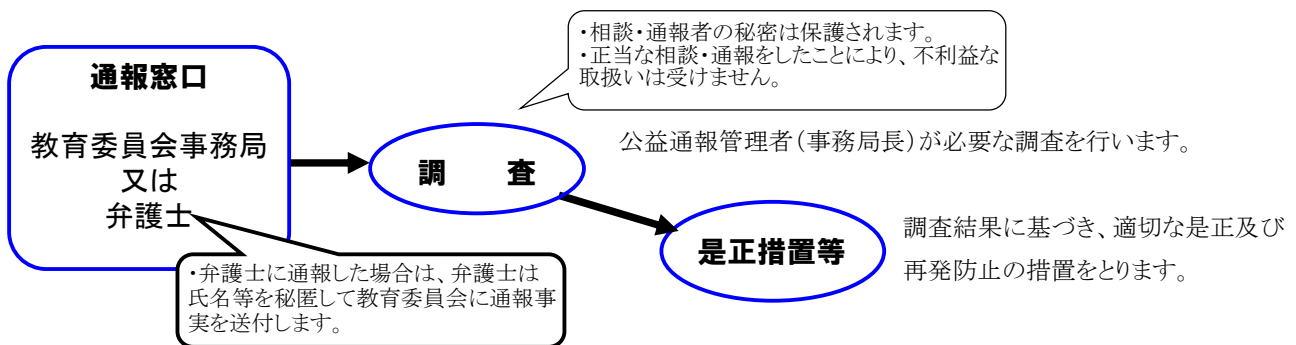 通報窓口
教育委員会事務局
又は
弁護士
・弁護士に通報した場合は、弁護士は
氏名等を秘匿して教育委員会に通報事
実を送付します。
・相談・通報者の秘密は保護されます。
・正当な相談・通報をしたことにより、不利益な
取扱いは受けません。
調　　査
公益通報管理者（事務局長）が必要な調査を行います。
是正措置等
調査結果に基づき、適切な是正及び
再発防止の措置をとります。